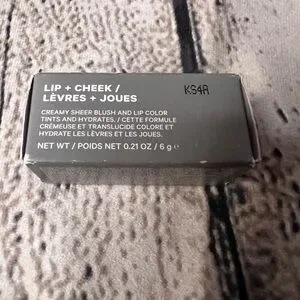 LIP + CHEEK /
LÈVRES + JOUES
KS4A
CREAMY SHEER BLUSH AND LIP COLOR
TINTS AND HYDRATES. / CETTE FORMULE
CRÉMEUSE ET TRANSLUCIDE COLORE ET
HYDRATE LES LÈVRES ET LES JOUES.
NET WT / POIDS NET 0.21 OZ / 6 g ℮